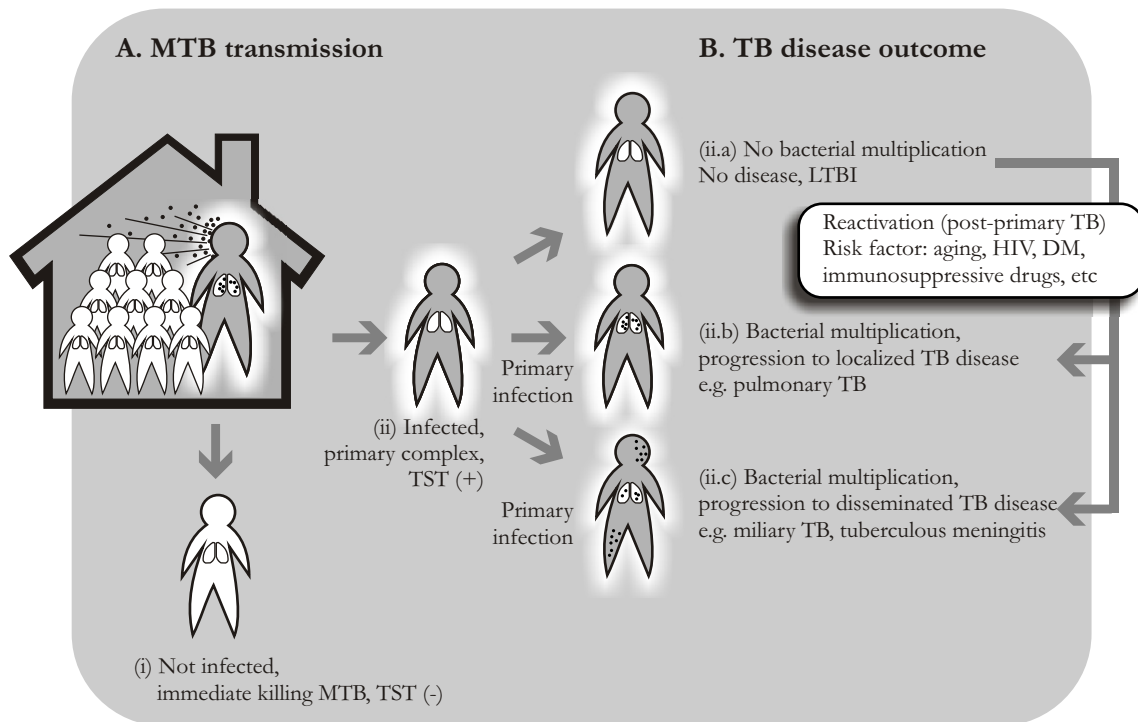 A. MTB transmission
B. TB disease outcome
(ii.a) No bacterial multiplication
No disease, LTBI
Reactivation (post-primary TB)
Risk factor: aging, HIV, DM,
immunosuppressive drugs, etc
(ii.b) Bacterial multiplication,
progression to localized TB disease
e.g. pulmonary TB
Primary
infection
(ii) Infected,
primary complex,
TST (+)
(ii.c) Bacterial multiplication,
progression to disseminated TB disease
e.g. miliary TB, tuberculous meningitis
Primary
infection
(i) Not infected,
immediate killing MTB, TST (-)